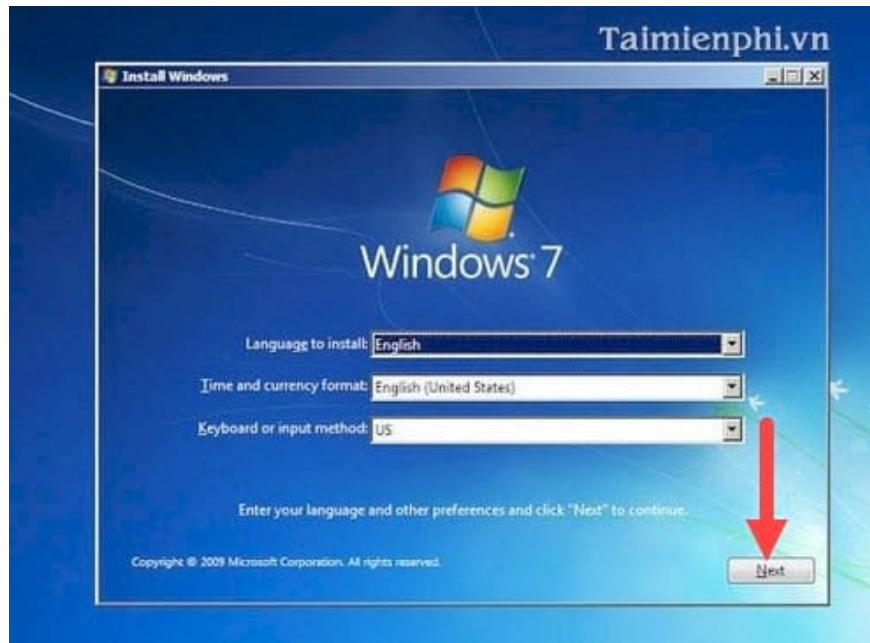 Taimienphi.vn
Install Windows
Windows 7
Language to install: English
Time and currency format: English (United States)
Keyboard or input method: US
Enter your language and other preferences and click "Next" to continue.
Copyright © 2009 Microsoft Corporation. All rights reserved.
Next